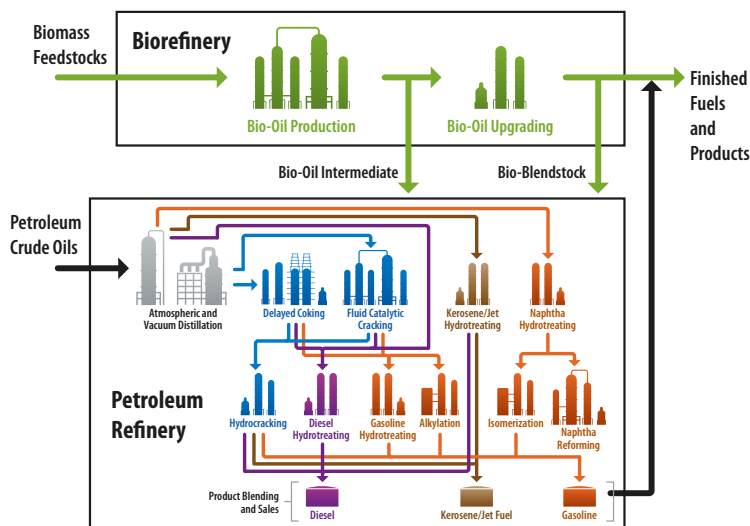 Biomass
Feedstocks
Biorefinery
Bio-Oil Production
Bio-Oil Upgrading
Finished
Fuels
and
Products
Bio-Oil Intermediate
Bio-Blendstock
Petroleum
Crude Oils
Atmospheric and
Vacuum Distillation
Delayed Coking
Fluid Catalytic
Cracking
Kerosene/Jet
Hydrotreating
Naphtha
Hydrotreating
Petroleum
Refinery
Hydrocracking
Diesel
Hydrotreating
Gasoline
Hydrotreating
Alkylation
Isomerization
Naphtha
Reforming
Product Blending
and Sales
Diesel
Kerosene/Jet Fuel
Gasoline